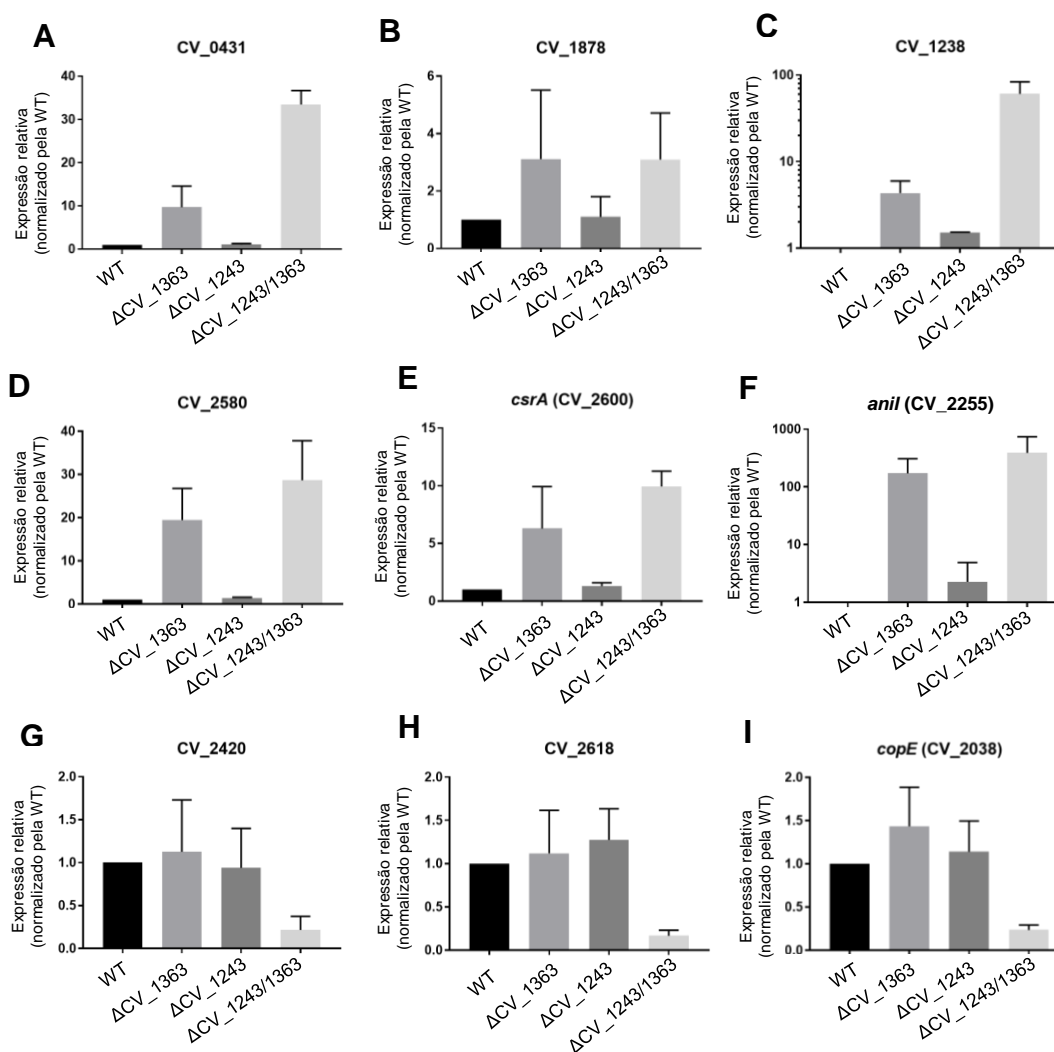 A
CV_0431
Expressão relativa
(normalizado pela WT)
40
30
20
10
0
WT
ΔCV_1363
ΔCV_1243
ΔCV_1243/1363
B
CV_1878
Expressão relativa
(normalizado pela WT)
6
4
2
0
WT
ΔCV_1363
ΔCV_1243
ΔCV_1243/1363
C
CV_1238
Expressão relativa
(normalizado pela WT)
100
10
1
WT
ΔCV_1363
ΔCV_1243
ΔCV_1243/1363
D
CV_2580
Expressão relativa
(normalizado pela WT)
40
30
20
10
0
WT
ΔCV_1363
ΔCV_1243
ΔCV_1243/1363
E
csrA (CV_2600)
Expressão relativa
(normalizado pela WT)
15
10
5
0
WT
ΔCV_1363
ΔCV_1243
ΔCV_1243/1363
F
anil (CV_2255)
Expressão relativa
(normalizado pela WT)
1000
100
10
1
WT
ΔCV_1363
ΔCV_1243
ΔCV_1243/1363
G
CV_2420
Expressão relativa
(normalizado pela WT)
2.0
1.5
1.0
0.5
0.0
WT
ΔCV_1363
ΔCV_1243
ΔCV_1243/1363
H
CV_2618
Expressão relativa
(normalizado pela WT)
2.0
1.5
1.0
0.5
0.0
WT
ΔCV_1363
ΔCV_1243
ΔCV_1243/1363
I
copE (CV_2038)
Expressão relativa
(normalizado pela WT)
2.0
1.5
1.0
0.5
0.0
WT
ΔCV_1363
ΔCV_1243
ΔCV_1243/1363